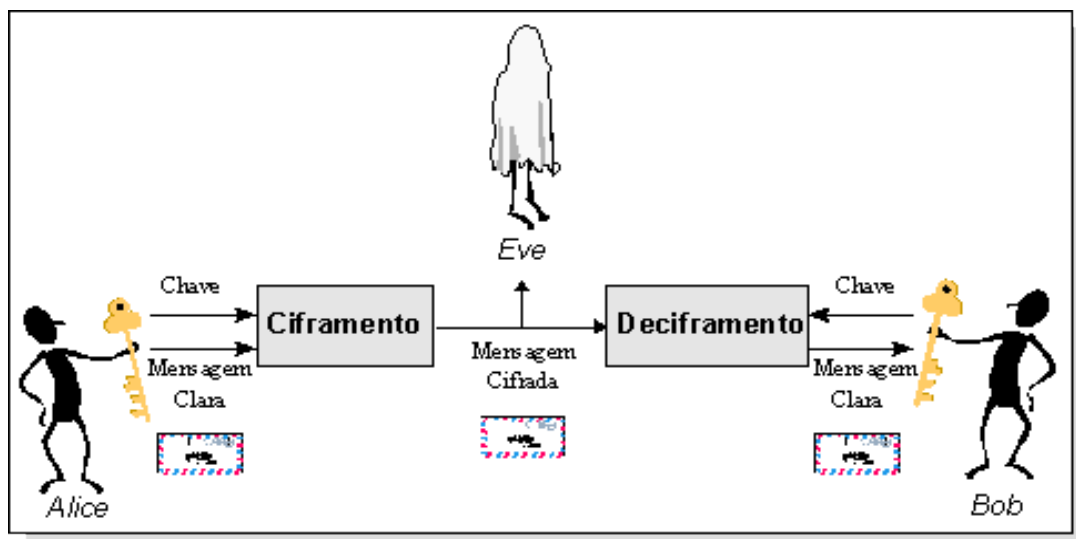 Eve
Chave
Chave
Ciframento
Deciframento
Mensagem
Clara
Mensagem
Cifrada
Mensagem
Clara
Alice
Bob